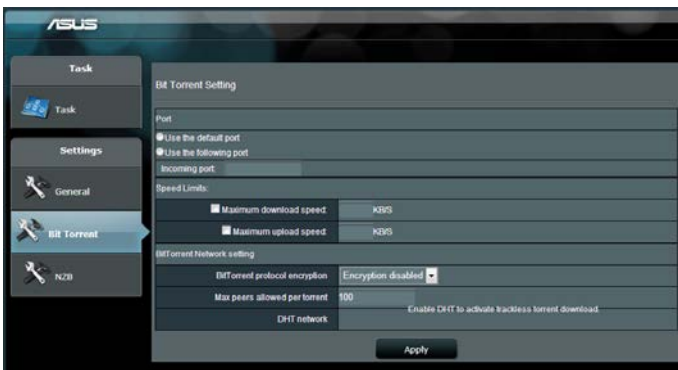 ASUS
Task
Task
Settings
General
Bit Torrent
NZB
Bit Torrent Setting
Port
Use the default port
Use the following port
Incoming port:
Speed Limits:
Maximum download speed: KB/S
Maximum upload speed: KB/S
BitTorrent Network setting
BitTorrent protocol encryption Encryption disabled
Max peers allowed per torrent 100
Enable DHT to activate trackless torrent download.
DHT network
Apply